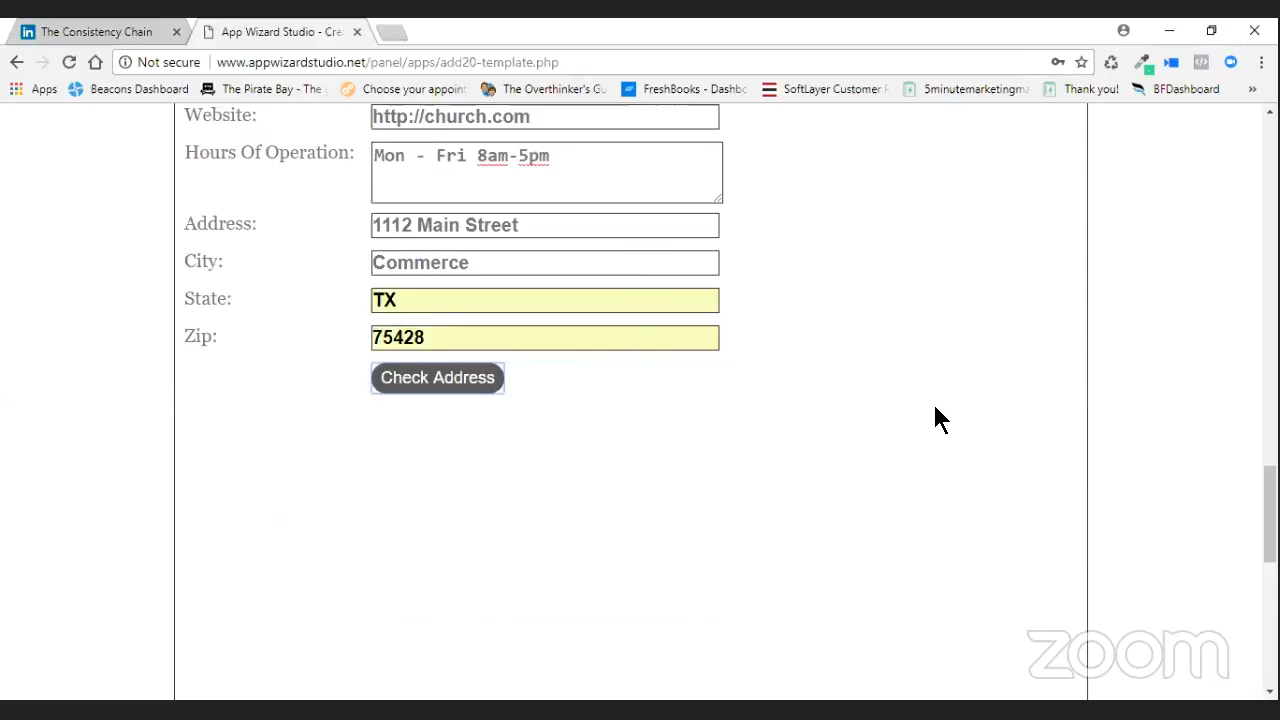 in The Consistency Chain
App Wizard Studio - Cre
Not secure | www.appwizardstudio.net/panel/apps/add20-template.php
Apps Beacons Dashboard The Pirate Bay - The Choose your appoint The Overthinker's Gu FreshBooks - Dashb SoftLayer Customer 5minutemarketingm Thank you! BFDashboard »
Website: http://church.com
Hours Of Operation: Mon - Fri 8am-5pm
Address: 1112 Main Street
City: Commerce
State: TX
Zip: 75428
Check Address
zoom